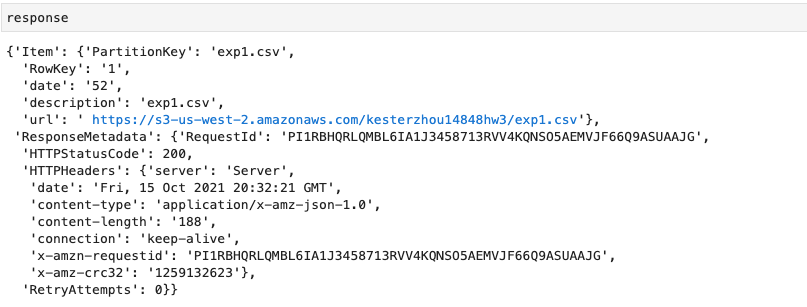 response
{'Item': {'PartitionKey': 'exp1.csv',
'RowKey': '1',
'date': '52',
'description': 'exp1.csv',
'url': ' https://s3-us-west-2.amazonaws.com/kesterzhou14848hw3/exp1.csv'},
'ResponseMetadata': {'RequestId': 'PI1RBHQRLQMBL6IA1J3458713RVV4KQNSO5AEMVJF66Q9ASUAAJG',
'HTTPStatusCode': 200,
'HTTPHeaders': {'server': 'Server',
'date': 'Fri, 15 Oct 2021 20:32:21 GMT',
'content-type': 'application/x-amz-json-1.0',
'content-length': '188',
'connection': 'keep-alive',
'x-amzn-requestid': 'PI1RBHQRLQMBL6IA1J3458713RVV4KQNSO5AEMVJF66Q9ASUAAJG',
'x-amz-crc32': '1259132623'},
'RetryAttempts': 0}}